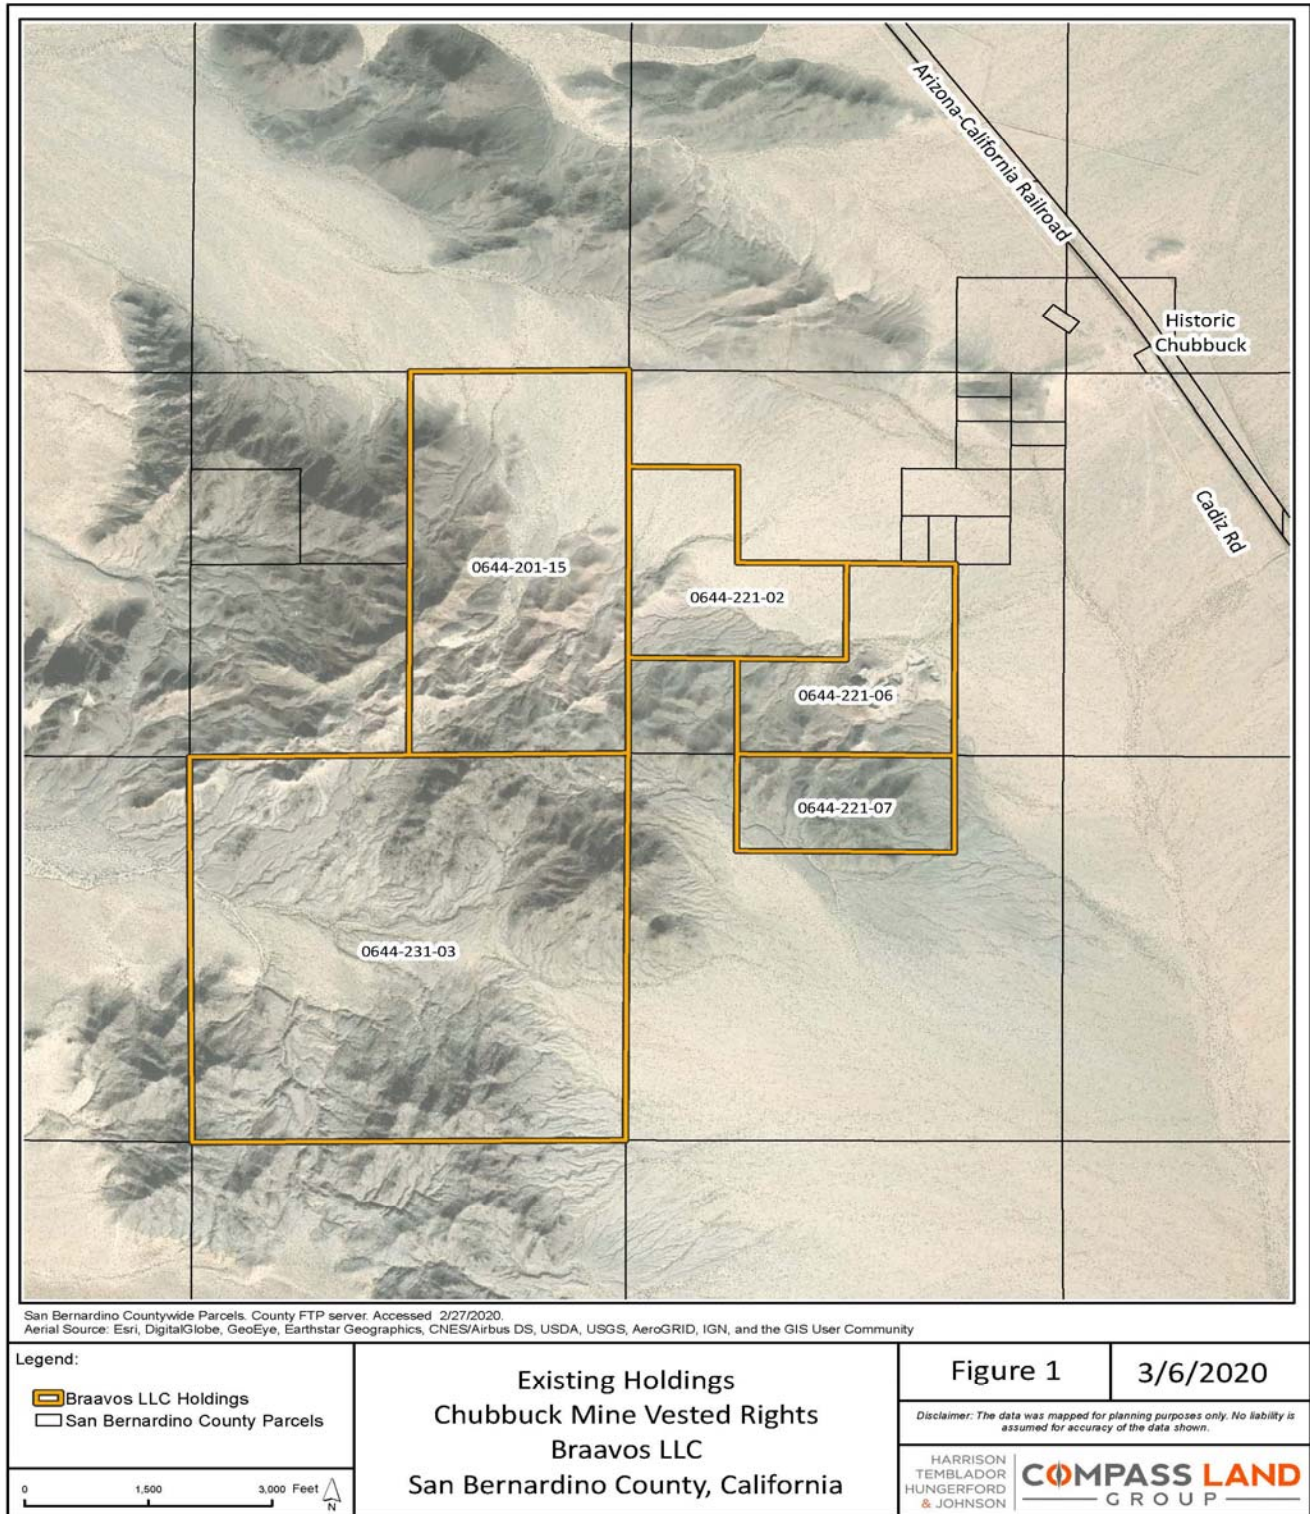 Arizona-California Railroad
Historic
Chubbuck
Cadiz Rd
0644-201-15
0644-221-02
0644-221-06
0644-221-07
0644-231-03
San Bernardino Countywide Parcels. County FTP server. Accessed 2/27/2020.
Aerial Source: Esri, DigitalGlobe, GeoEye, Earthstar Geographics, CNES/Airbus DS, USDA, USGS, AeroGRID, IGN, and the GIS User Community
Legend:
Braavos LLC Holdings
San Bernardino County Parcels
0 1,500 3,000 Feet
N
Existing Holdings
Chubbuck Mine Vested Rights
Braavos LLC
San Bernardino County, California
Figure 1
3/6/2020
Disclaimer: The data was mapped for planning purposes only. No liability is
assumed for accuracy of the data shown.
HARRISON
TEMBLADOR
HUNGERFORD
& JOHNSON
COMPASS LAND
GROUP